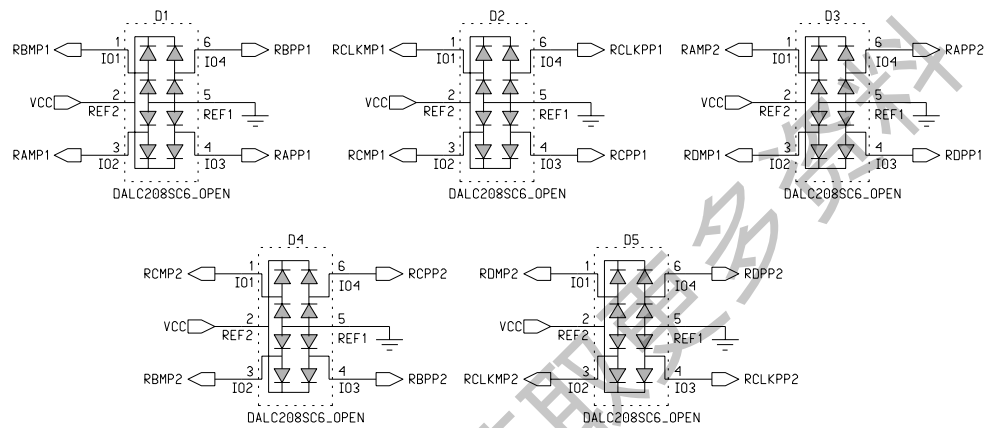 D1
RBMP1 1 IO1 6 IO4 RBPP1
VCC 2 REF2 5 REF1
RAMP1 3 IO2 4 IO3 RAPP1
DALC208SC6_OPEN
D2
RCLKMP1 1 IO1 6 IO4 RCLKPP1
VCC 2 REF2 5 REF1
RCMP1 3 IO2 4 IO3 RCPP1
DALC208SC6_OPEN
D3
RAMP2 1 IO1 6 IO4 RAPP2
VCC 2 REF2 5 REF1
RDMP1 3 IO2 4 IO3 RDPP1
DALC208SC6_OPEN
D4
RCMP2 1 IO1 6 IO4 RCPP2
VCC 2 REF2 5 REF1
RBMP2 3 IO2 4 IO3 RBPP2
DALC208SC6_OPEN
D5
RDMP2 1 IO1 6 IO4 RDPP2
VCC 2 REF2 5 REF1
RCLKMP2 3 IO2 4 IO3 RCLKPP2
DALC208SC6_OPEN
取更多资料